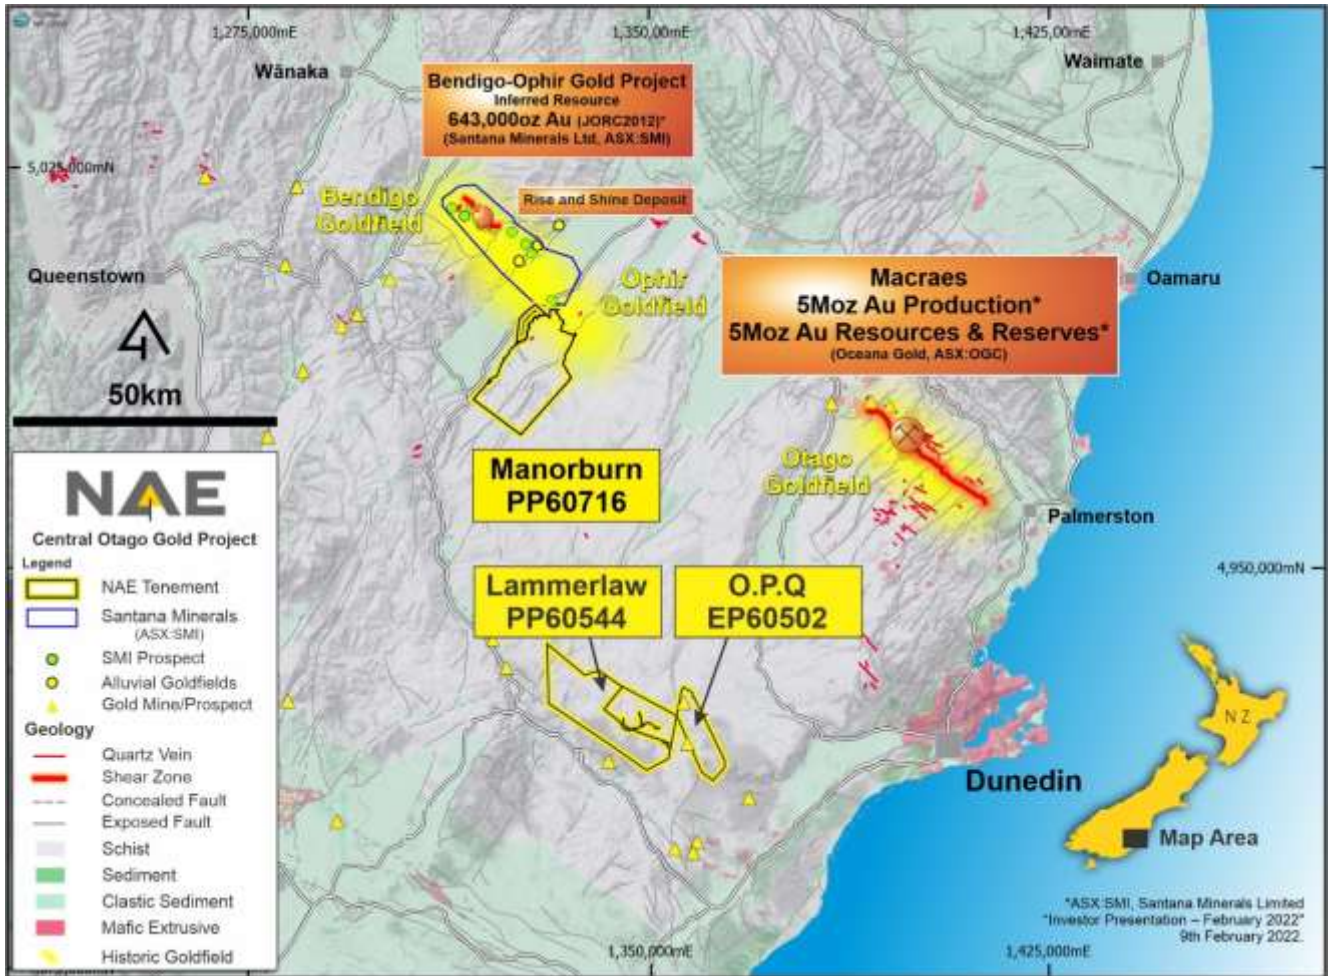 1,275,000mE
1,350,00mE
1,425,00mE
Wānaka
Waimate
Bendigo-Ophir Gold Project
Inferred Resource
643,000oz Au (JORC2012)*
(Santana Minerals Ltd, ASX:SMI)
5,025,000mN
Rise and Shine Deposit
Bendigo
Goldfield
Queenstown
Ophir
Goldfield
Oamaru
Macraes
5Moz Au Production*
5Moz Au Resources & Reserves*
(Oceana Gold, ASX:OGC)
50km
Manorburn
PP60716
Otago
Goldfield
Palmerston
NAE
Central Otago Gold Project
Legend
NAE Tenement
Santana Minerals
(ASX:SMI)
SMI Prospect
Alluvial Goldfields
Gold Mine/Prospect
Geology
Quartz Vein
Shear Zone
Concealed Fault
Exposed Fault
Schist
Sediment
Clastic Sediment
Mafic Extrusive
Historic Goldfield
4,950,000mN
Lammerlaw
PP60544
O.P.Q
EP60502
N Z
Dunedin
Map Area
*ASX:SMI, Santana Minerals Limited
"Investor Presentation – February 2022"
9th February 2022.
1,350,000mE
1,425,000mE